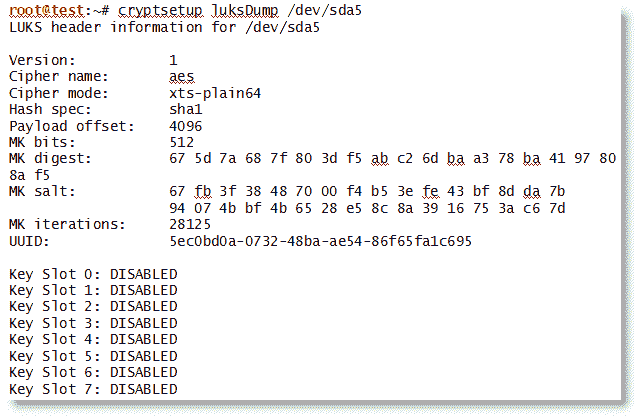 root@test:~# cryptsetup luksDump /dev/sda5
LUKS header information for /dev/sda5
Version: 1
Cipher name: aes
Cipher mode: xts-plain64
Hash spec: sha1
Payload offset: 4096
MK bits: 512
MK digest: 67 5d 7a 68 7f 80 3d f5 ab c2 6d ba a3 78 ba 41 97 80
8a f5
MK salt: 67 fb 3f 38 48 70 00 f4 b5 3e fe 43 bf 8d da 7b
94 07 4b bf 4b 65 28 e5 8c 8a 39 16 75 3a c6 7d
MK iterations: 28125
UUID: 5ec0bd0a-0732-48ba-ae54-86f65fa1c695
Key Slot 0: DISABLED
Key Slot 1: DISABLED
Key Slot 2: DISABLED
Key Slot 3: DISABLED
Key Slot 4: DISABLED
Key Slot 5: DISABLED
Key Slot 6: DISABLED
Key Slot 7: DISABLED